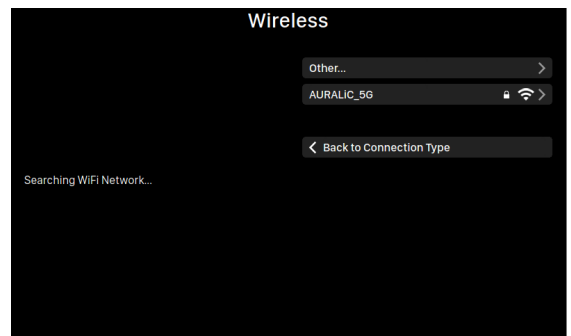 Wireless
Other...
AURALiC_5G
Back to Connection Type
Searching WiFi Network...